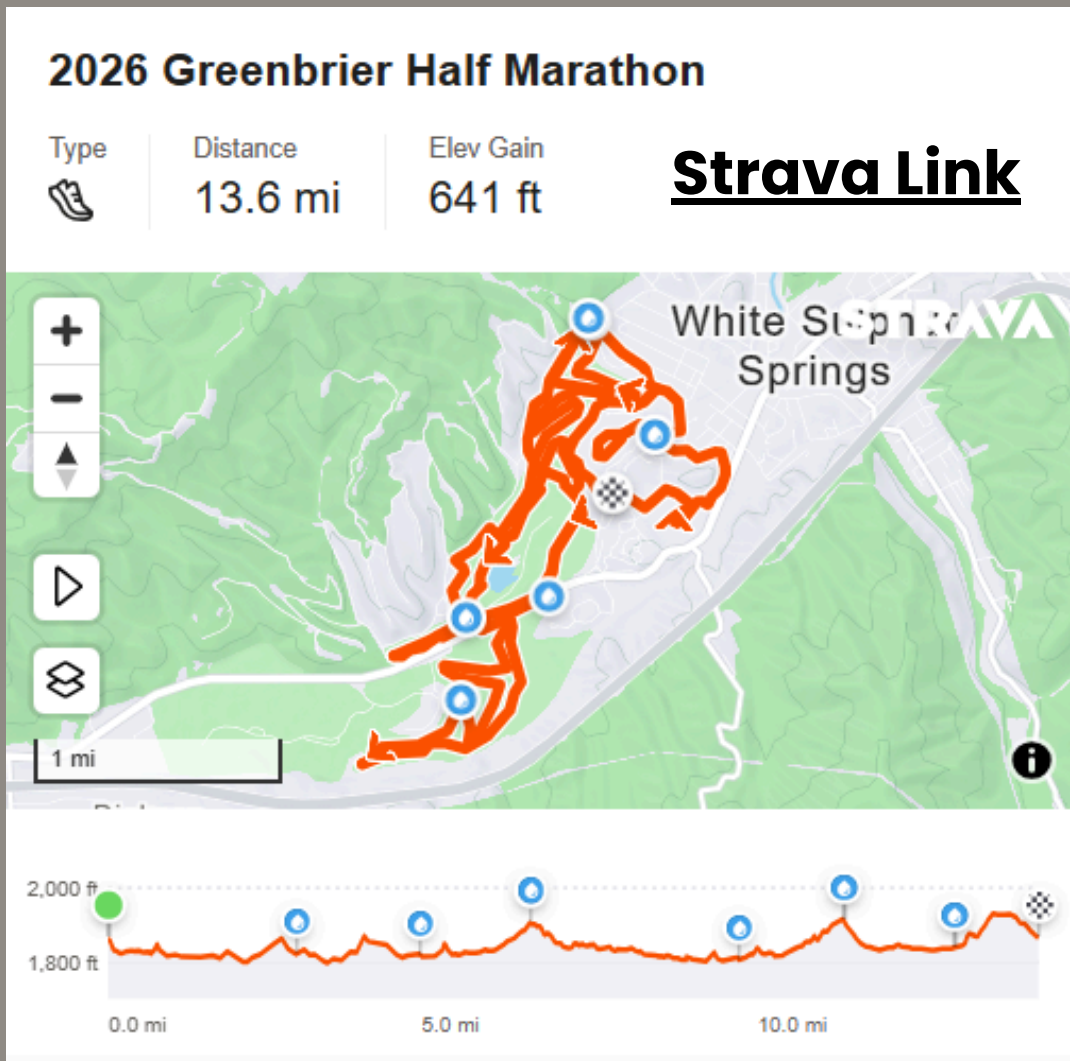 2026 Greenbrier Half Marathon
Type
Distance
Elev Gain
13.6 mi
641 ft
Strava Link
White Sulphur
STRAVA
Springs
1 mi
2,000 ft
1,800 ft
0.0 mi
5.0 mi
10.0 mi